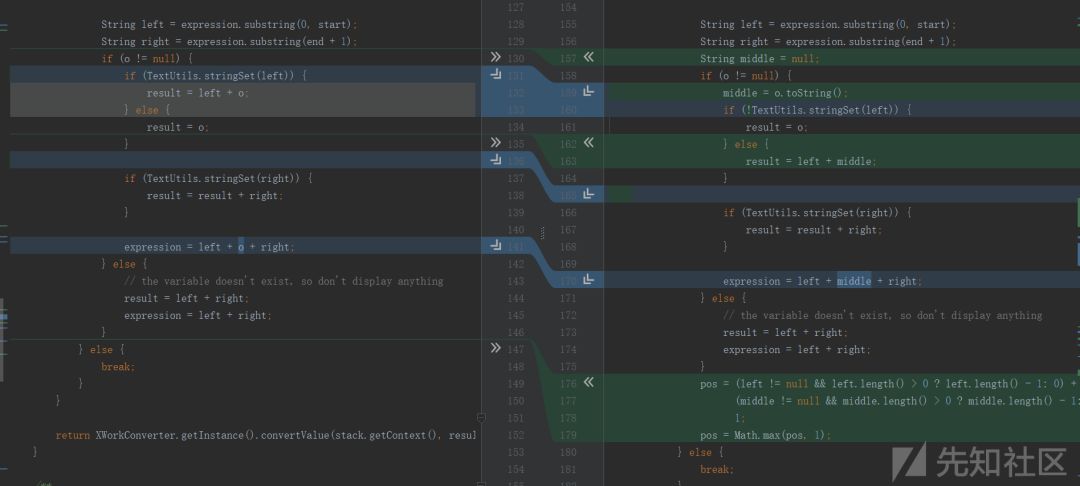 127 154
String left = expression.substring(0, start); 128 155 String left = expression.substring(0, start);
String right = expression.substring(end + 1); 129 156 String right = expression.substring(end + 1);
if (o != null) { 130 157 String middle = null;
if (TextUtils.stringSet(left)) { 131 158 if (o != null) {
result = left + o; 132 159 middle = o.toString();
} else { 133 160 if (!TextUtils.stringSet(left)) {
result = o; 134 161 result = o;
} 135 162 } else {
136 163 result = left + middle;
if (TextUtils.stringSet(right)) { 137 164 }
result = result + right; 138 165
} 139 166 if (TextUtils.stringSet(right)) {
140 167 result = result + right;
expression = left + o + right; 141 168 }
} else { 142 169
// the variable doesn't exist, so don't display anything 143 170 expression = left + middle + right;
result = left + right; 144 171 } else {
expression = left + right; 145 172 // the variable doesn't exist, so don't display anything
} 146 173 result = left + right;
} else { 147 174 expression = left + right;
break; 148 175 }
} 149 176 pos = (left != null && left.length() > 0 ? left.length() - 1: 0) +
} 150 177 (middle != null && middle.length() > 0 ? middle.length() - 1:
151 178 1;
return XWorkConverter.getInstance().convertValue(stack.getContext(), resul 152 179 pos = Math.max(pos, 1);
} 153 180 } else {
154 181 break;
先知社区